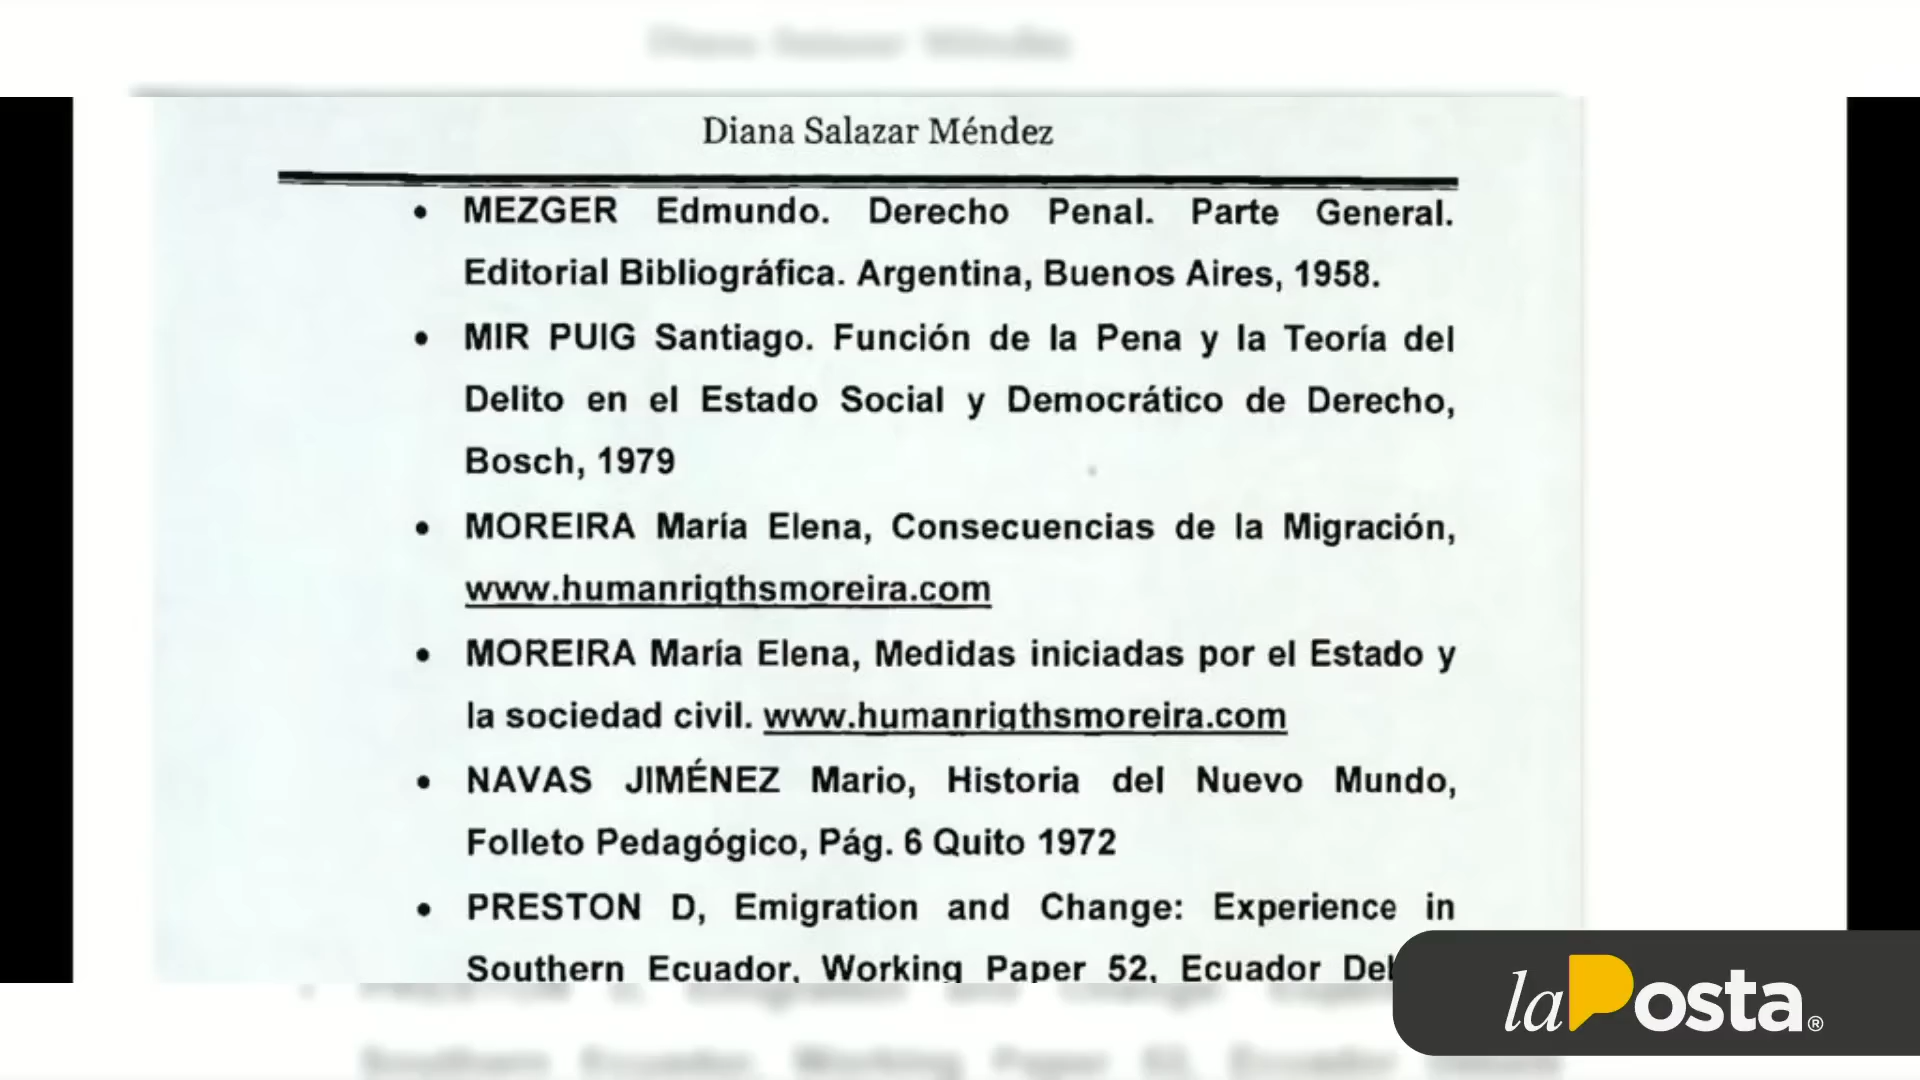 Diana Salazar Méndez
• MEZGER Edmundo. Derecho Penal. Parte General.
Editorial Bibliográfica. Argentina, Buenos Aires, 1958.
• MIR PUIG Santiago. Función de la Pena y la Teoría del
Delito en el Estado Social y Democrático de Derecho,
Bosch, 1979
• MOREIRA María Elena, Consecuencias de la Migración,
www.humanrigthsmoreira.com
• MOREIRA María Elena, Medidas iniciadas por el Estado y
la sociedad civil. www.humanrigthsmoreira.com
• NAVAS JIMÉNEZ Mario, Historia del Nuevo Mundo,
Folleto Pedagógico, Pág. 6 Quito 1972
• PRESTON D, Emigration and Change: Experience in
Southern Ecuador, Working Paper 52, Ecuador
laPosta®